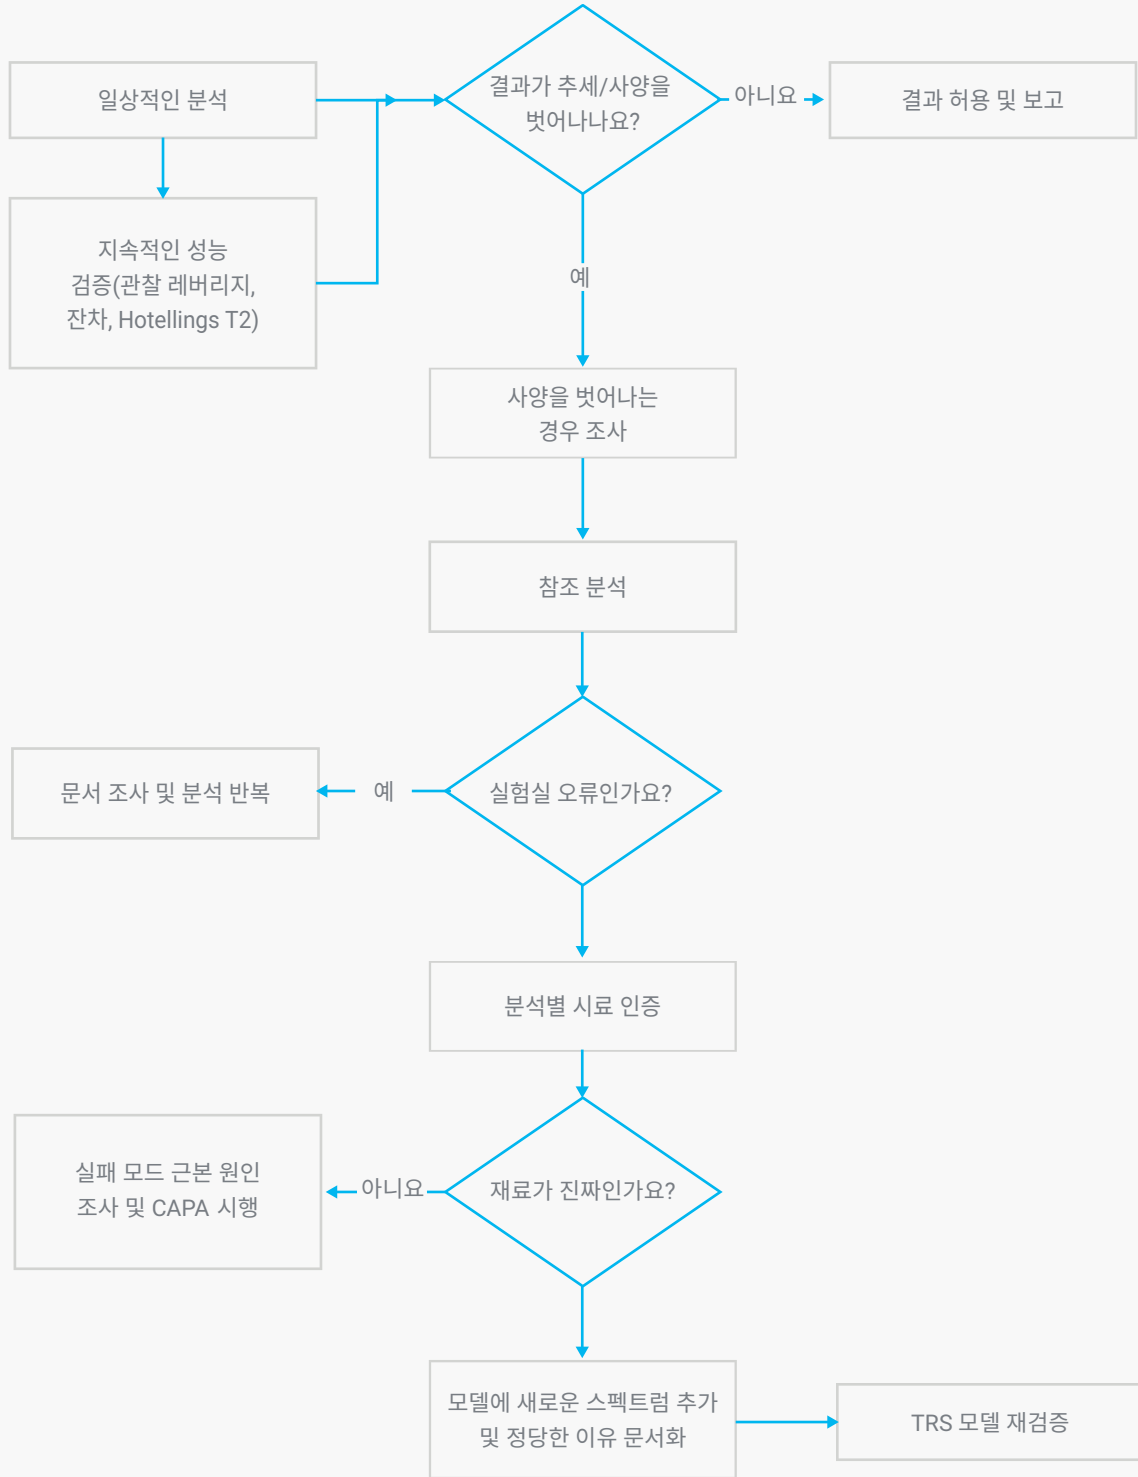 일상적인 분석
결과가 추세/사양을
벗어나나요?
아니요
결과 허용 및 보고
지속적인 성능
검증(관찰 레버리지,
잔차, Hotellings T2)
예
사양을 벗어나는
경우 조사
참조 분석
문서 조사 및 분석 반복
예
실험실 오류인가요?
분석별 시료 인증
실패 모드 근본 원인
조사 및 CAPA 시행
아니요
재료가 진짜인가요?
모델에 새로운 스펙트럼 추가
및 정당한 이유 문서화
TRS 모델 재검증